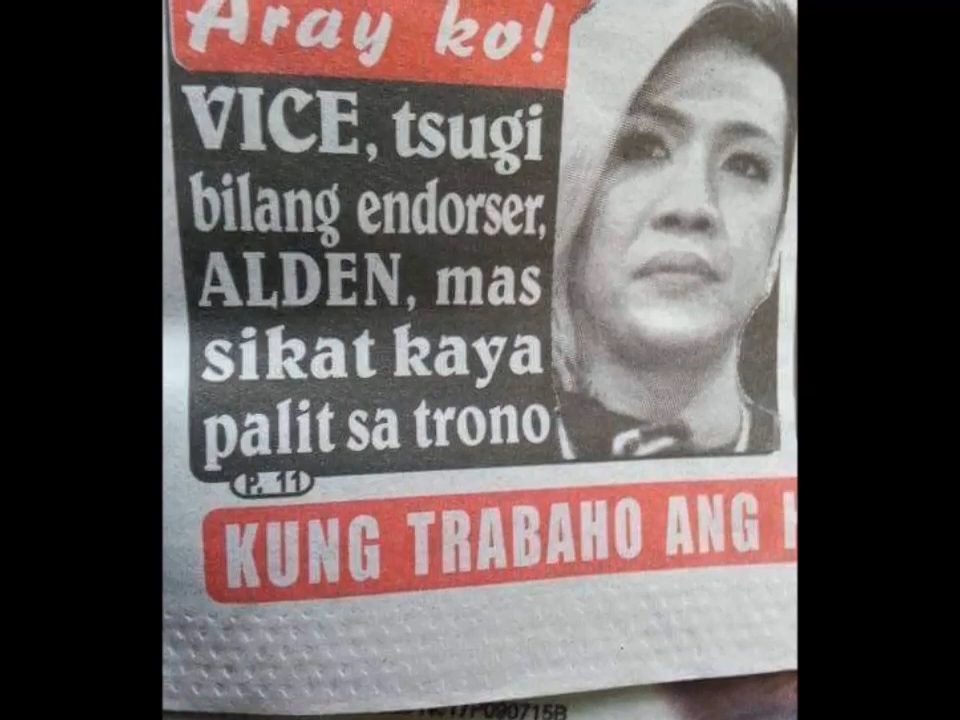 Aray ko!
VICE, tsugi
bilang endorser,
ALDEN, mas
sikat kaya
palit sa trono
P. 11
KUNG TRABAHO ANG